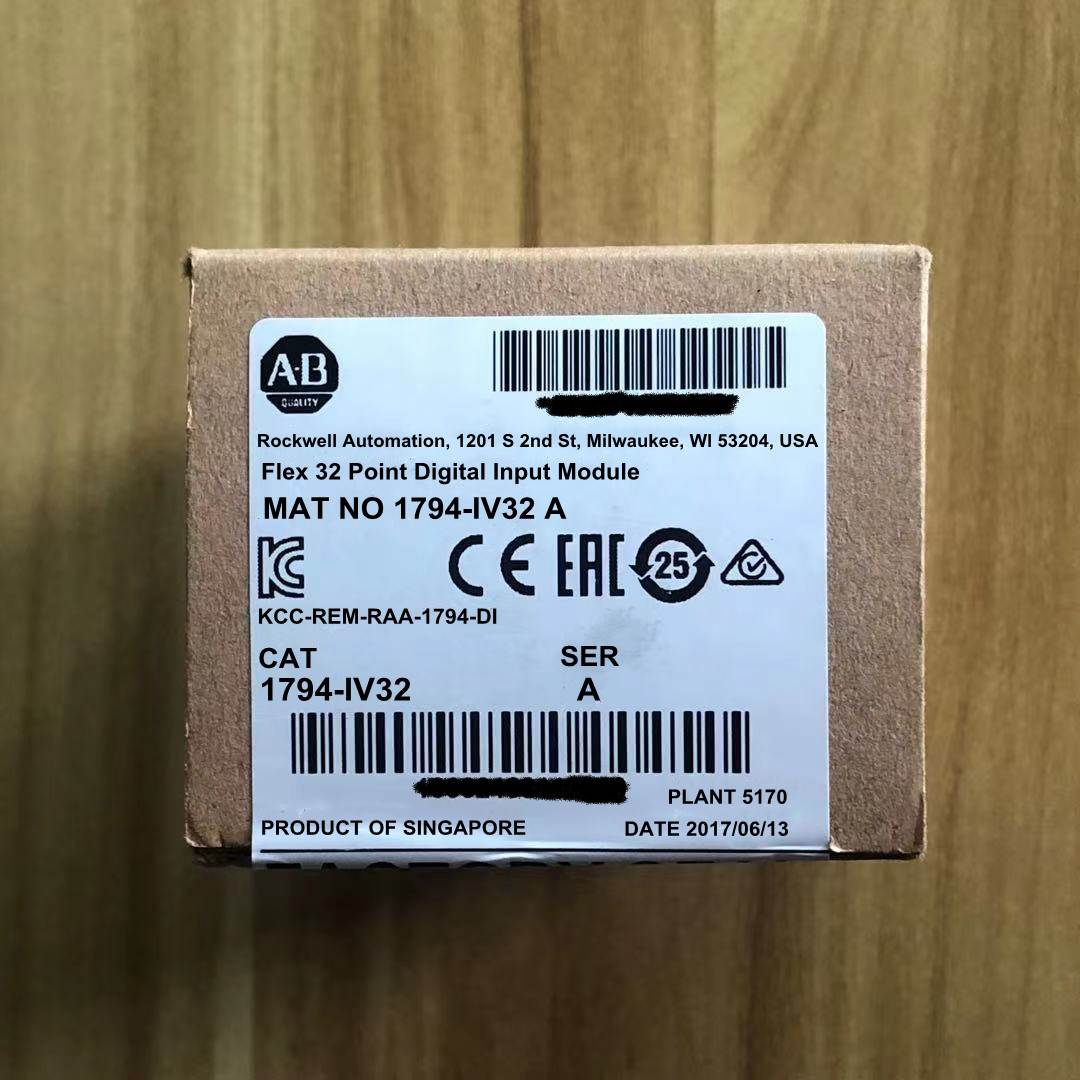 A·B
QUALITY
Rockwell Automation, 1201 S 2nd St, Milwaukee, WI 53204, USA
Flex 32 Point Digital Input Module
MAT NO 1794-IV32 A
KC CE EAC 25
KCC-REM-RAA-1794-DI
CAT SER
1794-IV32 A
PLANT 5170
PRODUCT OF SINGAPORE DATE 2017/06/13